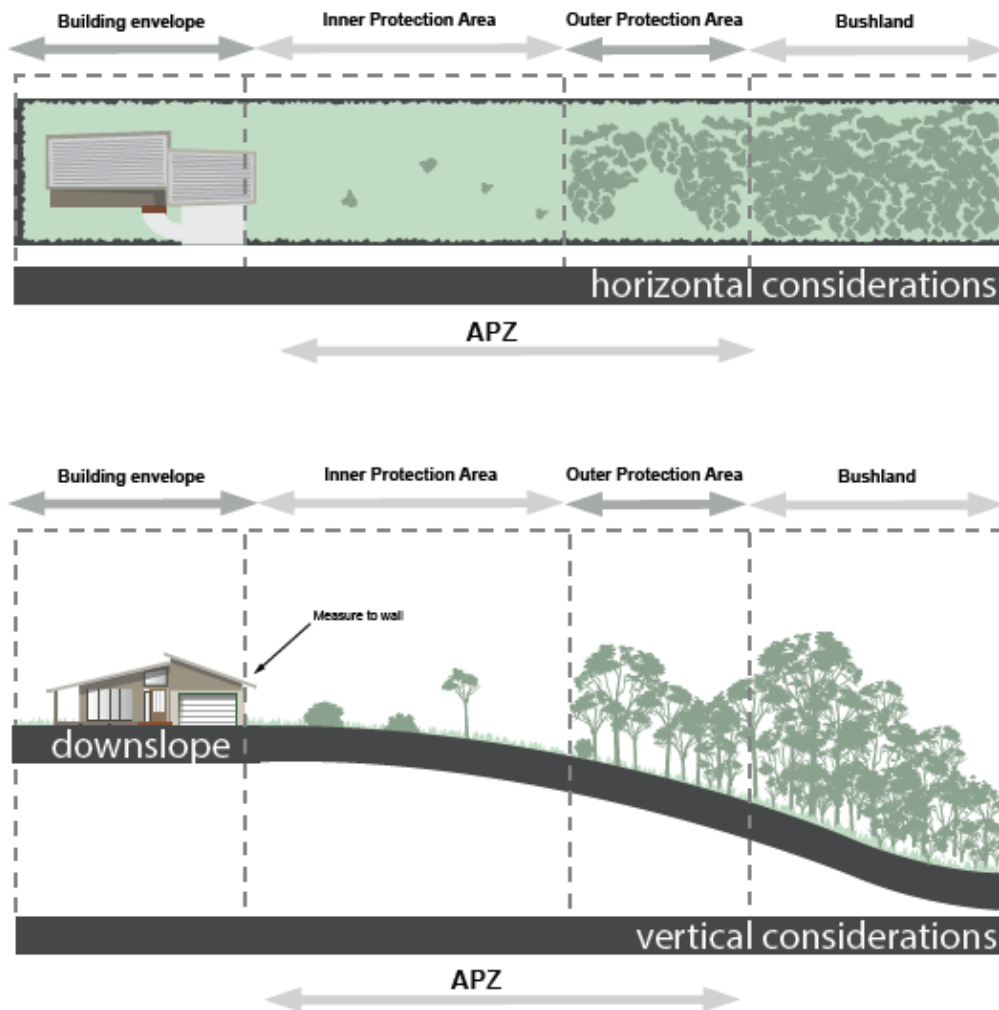 Building envelope
Inner Protection Area
Outer Protection Area
Bushland
horizontal considerations
APZ
Building envelope
Inner Protection Area
Outer Protection Area
Bushland
Measure to wall
downslope
vertical considerations
APZ